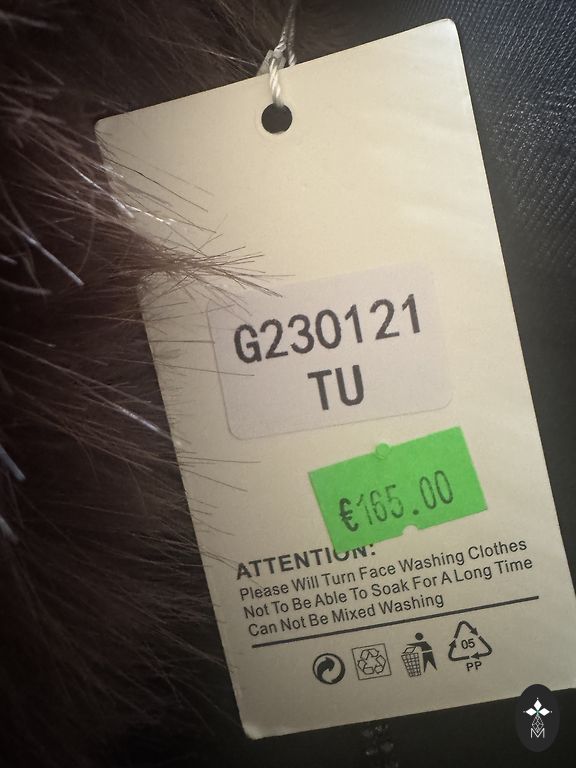 G230121
TU
€165.00
ATTENTION:
Please Will Turn Face Washing Clothes
Not To Be Able To Soak For A Long Time
Can Not Be Mixed Washing
05
PP
M